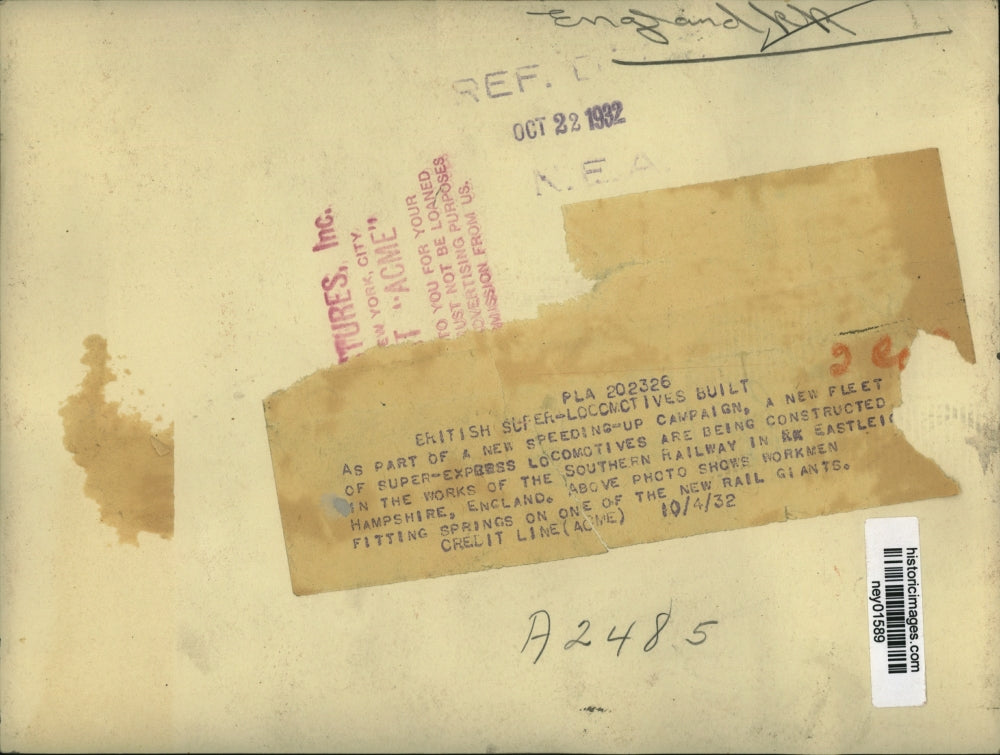 England
REF.
OCT 22 1932
N.E.A
TURES, Inc.
EW YORK, CITY
T "ACME"
TO YOU FOR YOUR
UST NOT BE LOANED
DVERTISING PURPOSES
MISSION FROM US.
PLA 202326
BRITISH SUPER-LOCOMOTIVES BUILT
AS PART OF A NEW SPEEDING-UP CAMPAIGN, A NEW FLEET
OF SUPER-EXPRESS LOCOMOTIVES ARE BEING CONSTRUCTED
IN THE WORKS OF THE SOUTHERN RAILWAY IN EASTLEI
HAMPSHIRE, ENGLAND. ABOVE PHOTO SHOWS WORKMEN
FITTING SPRINGS ON ONE OF THE NEW RAIL GIANTS.
CREDIT LINE (ACME) 10/4/32
A2485
historicimages.com
ney01589